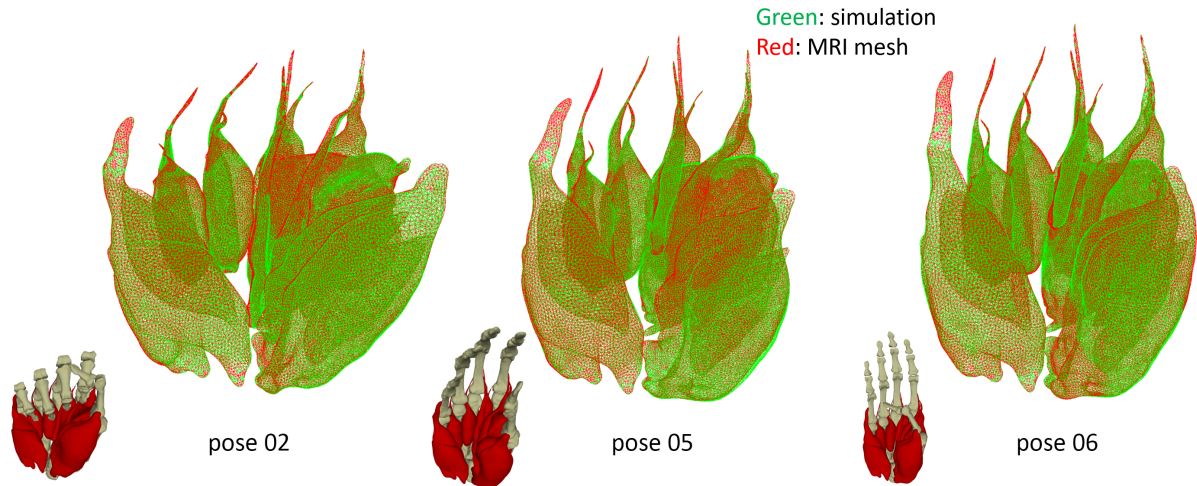 Green: simulation
Red: MRI mesh
pose 02
pose 05
pose 06